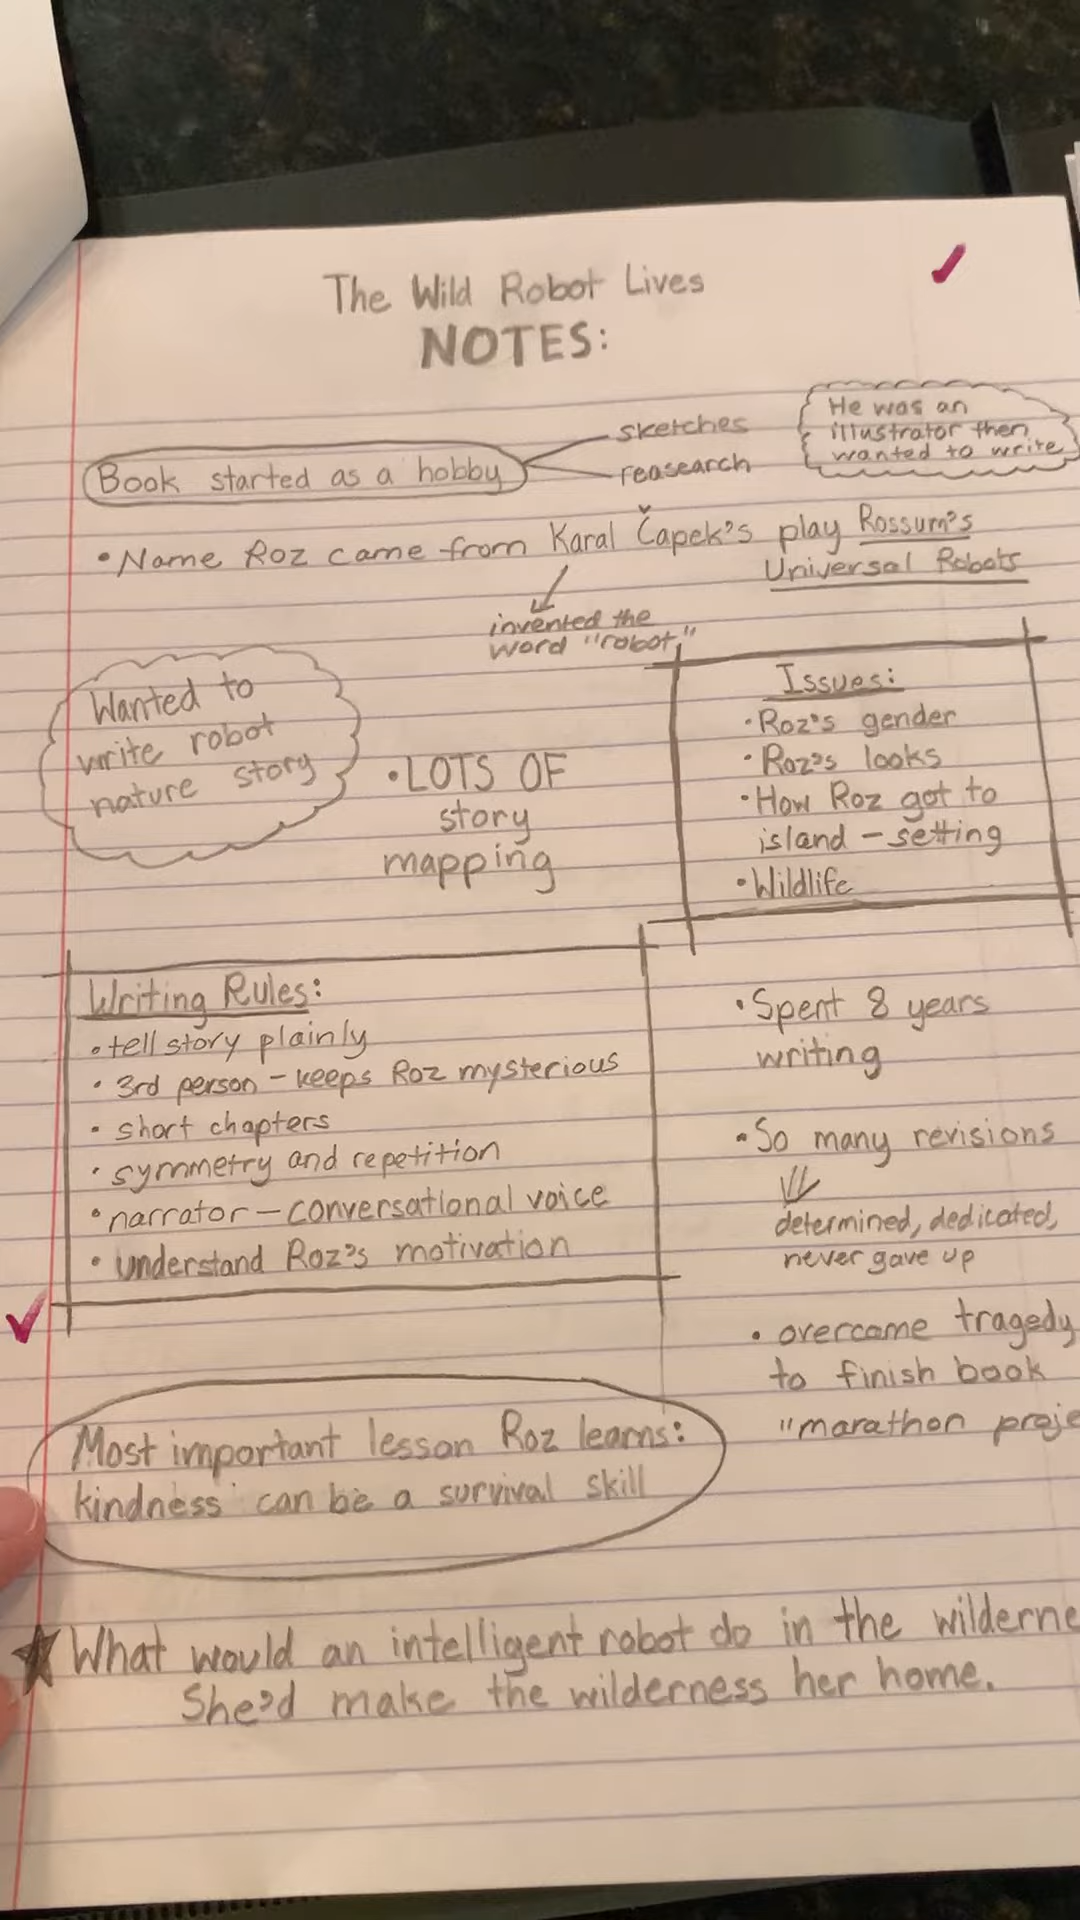 The Wild Robot Lives
NOTES:
Book started as a hobby
sketches
reasearch
He was an
illustrator then
wanted to write
• Name Roz came from Karal Čapek's play Rossum's
Universal Robots
invented the
word "robot"
Wanted to
write robot
nature story
• LOTS OF
story
mapping
Issues:
• Roz's gender
• Roz's looks
• How Roz got to
island - setting
• Wildlife
Writing Rules:
• tell story plainly
• 3rd person - keeps Roz mysterious
• short chapters
• symmetry and repetition
• narrator - conversational voice
• understand Roz's motivation
• Spent 8 years
writing
• So many revisions
determined, dedicated,
never gave up
• overcame tragedy
to finish book
"marathon proje
Most important lesson Roz learns:
kindness can be a survival skill
What would an intelligent robot do in the wilderne
She'd make the wilderness her home.